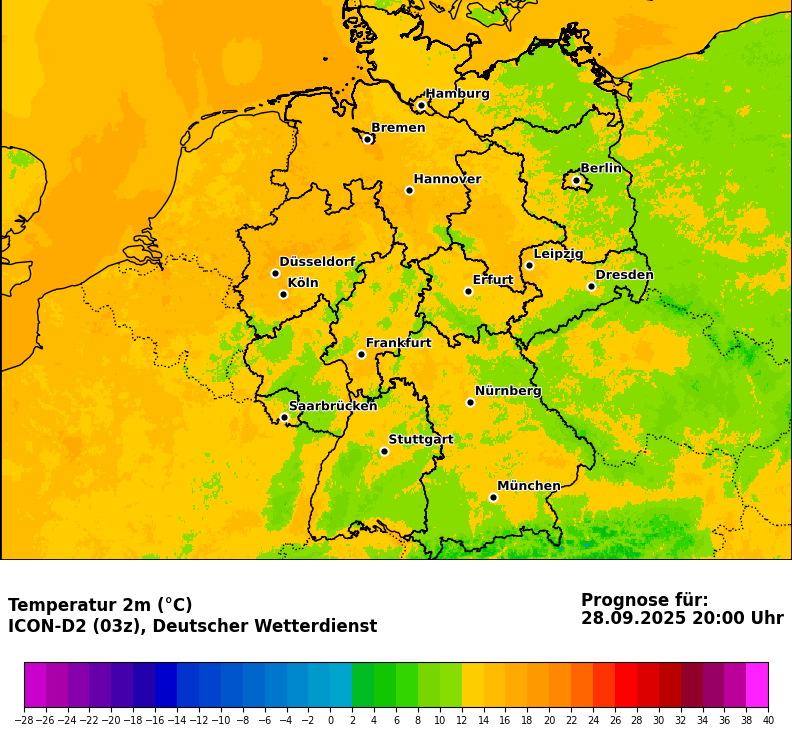 Hamburg
Bremen
Berlin
Hannover
Leipzig
Düsseldorf
Dresden
Köln
Erfurt
Frankfurt
Nürnberg
Saarbrücken
Stuttgart
München
Temperatur 2m (°C)
ICON-D2 (03z), Deutscher Wetterdienst
Prognose für:
28.09.2025 20:00 Uhr
−28 −26 −24 −22 −20 −18 −16 −14 −12 −10 −8 −6 −4 −2 0 2 4 6 8 10 12 14 16 18 20 22 24 26 28 30 32 34 36 38 40